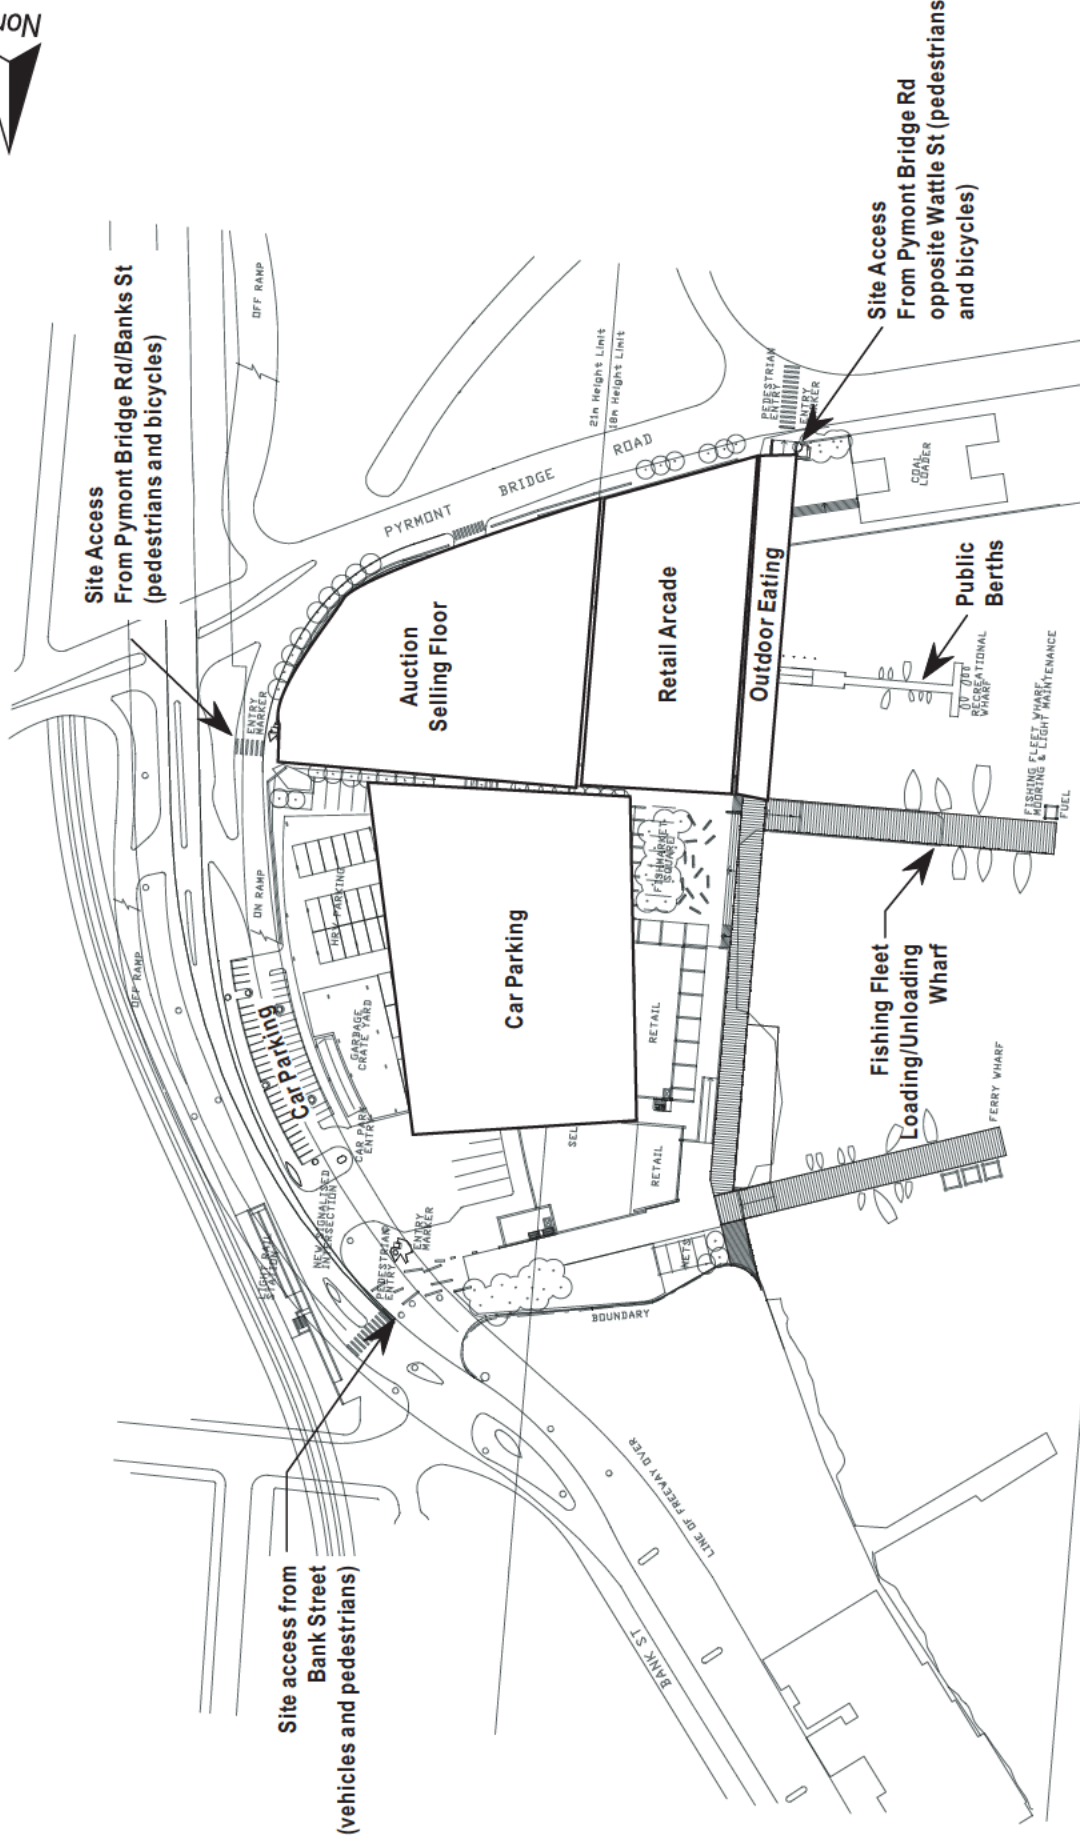 Nor
Site Access
From Pymont Bridge Rd/Banks St
(pedestrians and bicycles)
OFF RAMP
Site Access
From Pymont Bridge Rd
opposite Wattle St (pedestrians
and bicycles)
21m Height Limit
18m Height Limit
PEDESTRIAN
ENTRY
ENTRY
MARKER
PYRMONT BRIDGE ROAD
COAL
LOADER
ENTRY
MARKER
Auction
Selling Floor
Retail Arcade
Outdoor Eating
Public
Berths
RECREATIONAL
WHARF
FISHING FLEET WHARF
MOORING & LIGHT MAINTENANCE
FUEL
OFF RAMP
ON RAMP
HRV PARKING
Car Parking
GARBAGE
CRATE YARD
Car Parking
FISHMARKET
SQUARE
RETAIL
Fishing Fleet
Loading/Unloading
Wharf
FERRY WHARF
CAR PARK
ENTRY
SEL
RETAIL
LIGHT RAIL
STATION
NEW SIGNALISED
INTERSECTION
PEDESTRIAN
ENTRY
ENTRY
MARKER
NETS
BOUNDARY
Site access from
Bank Street
(vehicles and pedestrians)
LINE OF FREEWAY OVER
BANK ST